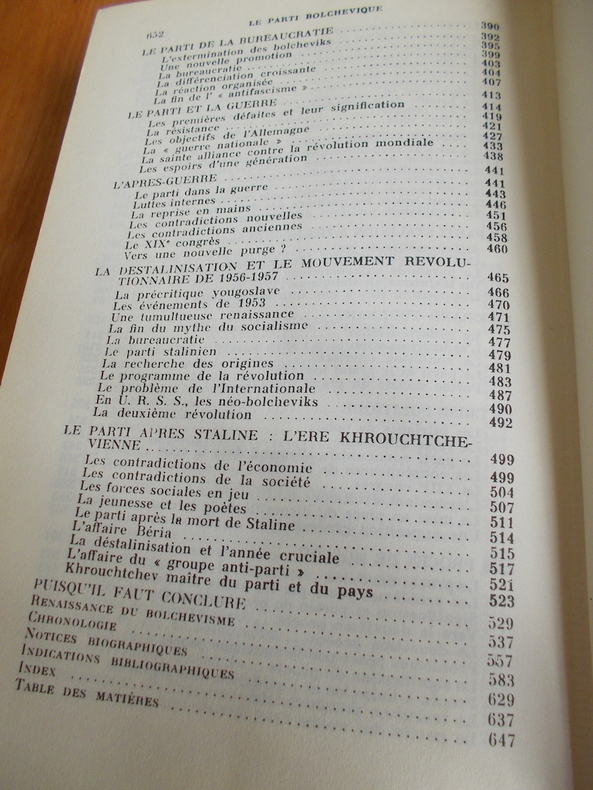 652
LE PARTI BOLCHEVIQUE
LE PARTI DE LA BUREAUCRATIE 390
L'extermination des bolcheviks 392
Une nouvelle promotion 395
La bureaucratie 399
La différenciation croissante 403
La réaction organisée 404
La fin de l' « antifascisme » 407
LE PARTI ET LA GUERRE 413
Les premières défaites et leur signification 414
La résistance 419
Les objectifs de l'Allemagne 421
La « guerre nationale » 427
La sainte alliance contre la révolution mondiale 433
Les espoirs d'une génération 438
L'APRES-GUERRE 441
Le parti dans la guerre 441
Luttes internes 443
La reprise en mains 446
Les contradictions nouvelles 451
Les contradictions anciennes 456
Le XIXe congrès 458
Vers une nouvelle purge ? 460
LA DESTALINISATION ET LE MOUVEMENT REVOLU-
TIONNAIRE DE 1956-1957 465
La précritique yougoslave 466
Les événements de 1953 470
Une tumultueuse renaissance 471
La fin du mythe du socialisme 475
La bureaucratie 477
Le parti stalinien 479
La recherche des origines 481
Le programme de la révolution 483
Le problème de l'Internationale 487
En U. R. S. S., les néo-bolcheviks 490
La deuxième révolution 492
LE PARTI APRES STALINE : L'ERE KHROUCHTCHE-
VIENNE 499
Les contradictions de l'économie 499
Les contradictions de la société 504
Les forces sociales en jeu 507
La jeunesse et les poètes 511
Le parti après la mort de Staline 514
L'affaire Béria 515
La déstalinisation et l'année cruciale 517
L'affaire du « groupe anti-parti » 521
Khrouchtchev maître du parti et du pays 523
PUISQU'IL FAUT CONCLURE 529
RENAISSANCE DU BOLCHEVISME 537
CHRONOLOGIE 557
NOTICES BIOGRAPHIQUES 583
INDICATIONS BIBLIOGRAPHIQUES 629
INDEX 637
TABLE DES MATIÈRES 647